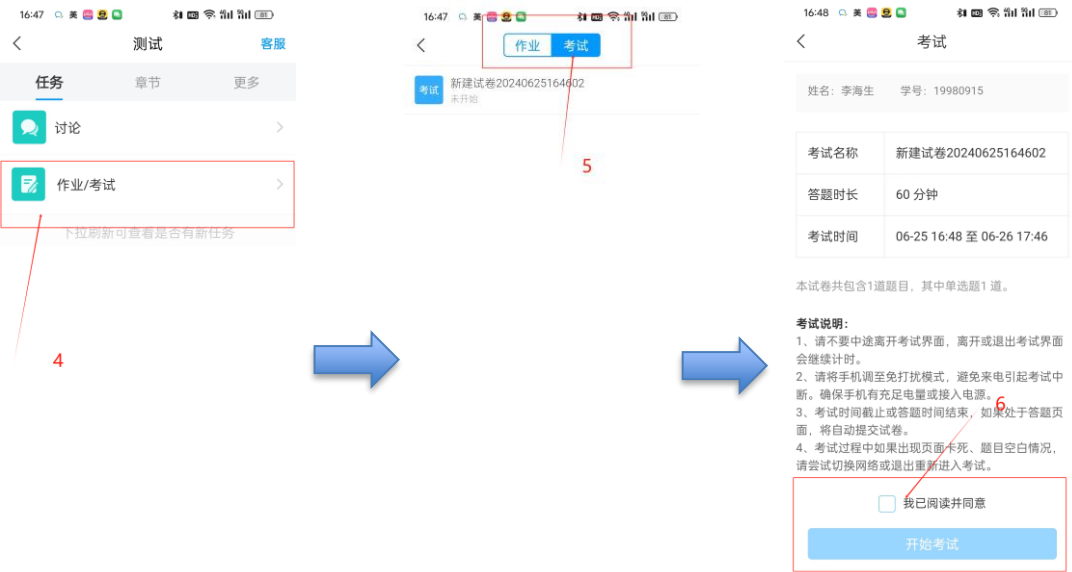 16:47 英 HD 81
测试
客服
任务 章节 更多
讨论
作业/考试
下拉刷新可查看是否有新任务
4
16:47 英 HD 81
作业 考试
考试 新建试卷20240625164602
未开始
5
16:48 英 HD 81
考试
姓名：李海生 学号：19980915
考试名称 新建试卷20240625164602
答题时长 60 分钟
考试时间 06-25 16:48 至 06-26 17:46
本试卷共包含1道题目，其中单选题1 道。
考试说明：
1、请不要中途离开考试界面，离开或退出考试界面
会继续计时。
2、请将手机调至免打扰模式，避免来电引起考试中
断。确保手机有充足电量或接入电源。
3、考试时间截止或答题时间结束，如果处于答题页
面，将自动提交试卷。
4、考试过程中如果出现页面卡死、题目空白情况，
请尝试切换网络或退出重新进入考试。
6
我已阅读并同意
开始考试